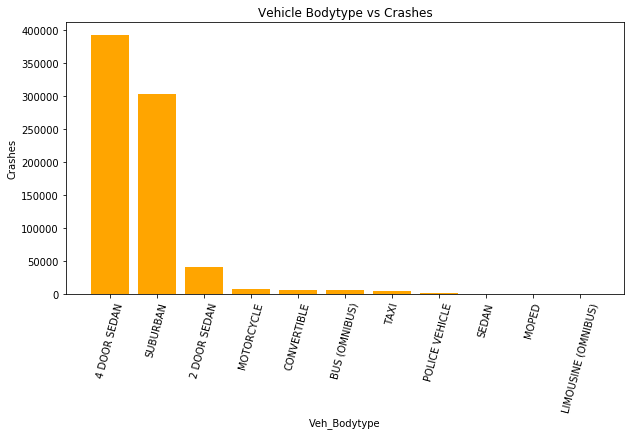 Vehicle Bodytype vs Crashes
400000
350000
300000
250000
200000
150000
100000
50000
0
Crashes
4 DOOR SEDAN
SUBURBAN
2 DOOR SEDAN
MOTORCYCLE
CONVERTIBLE
BUS (OMNIBUS)
TAXI
POLICE VEHICLE
SEDAN
MOPED
LIMOUSINE (OMNIBUS)
Veh_Bodytype